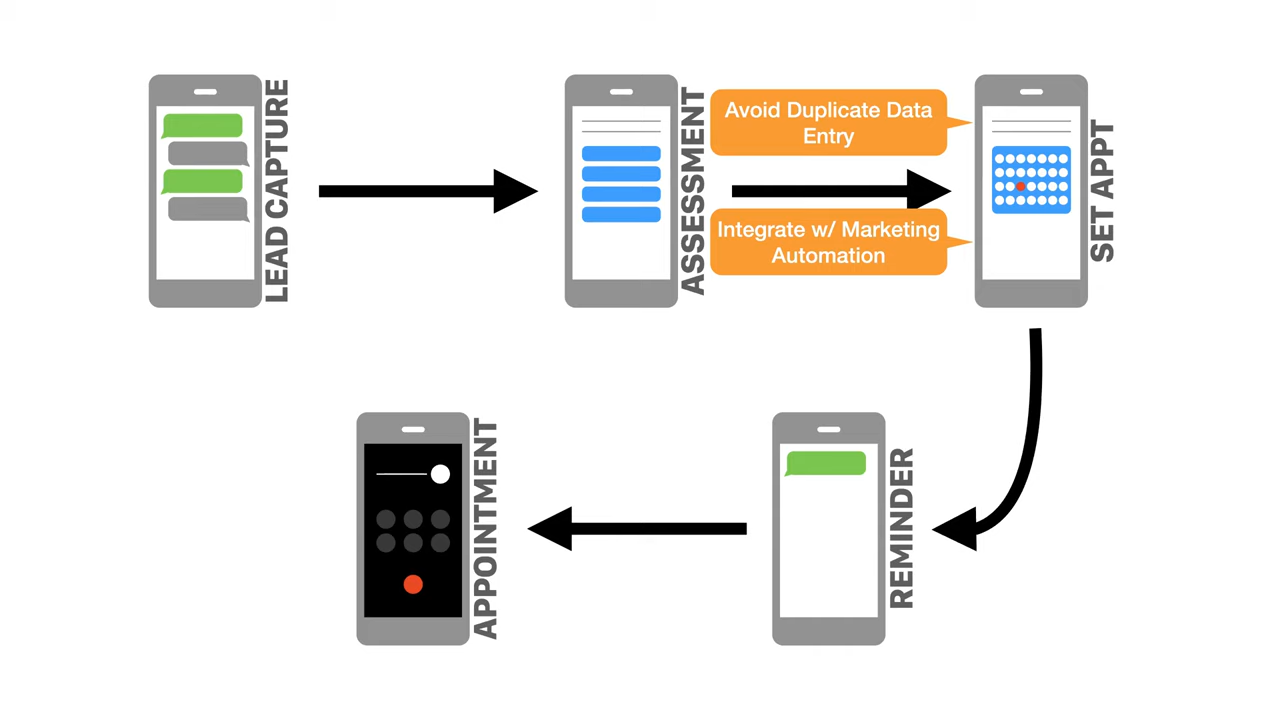 LEAD CAPTURE
ASSESSMENT
Avoid Duplicate Data
Entry
Integrate w/ Marketing
Automation
SET APPT
APPOINTMENT
REMINDER